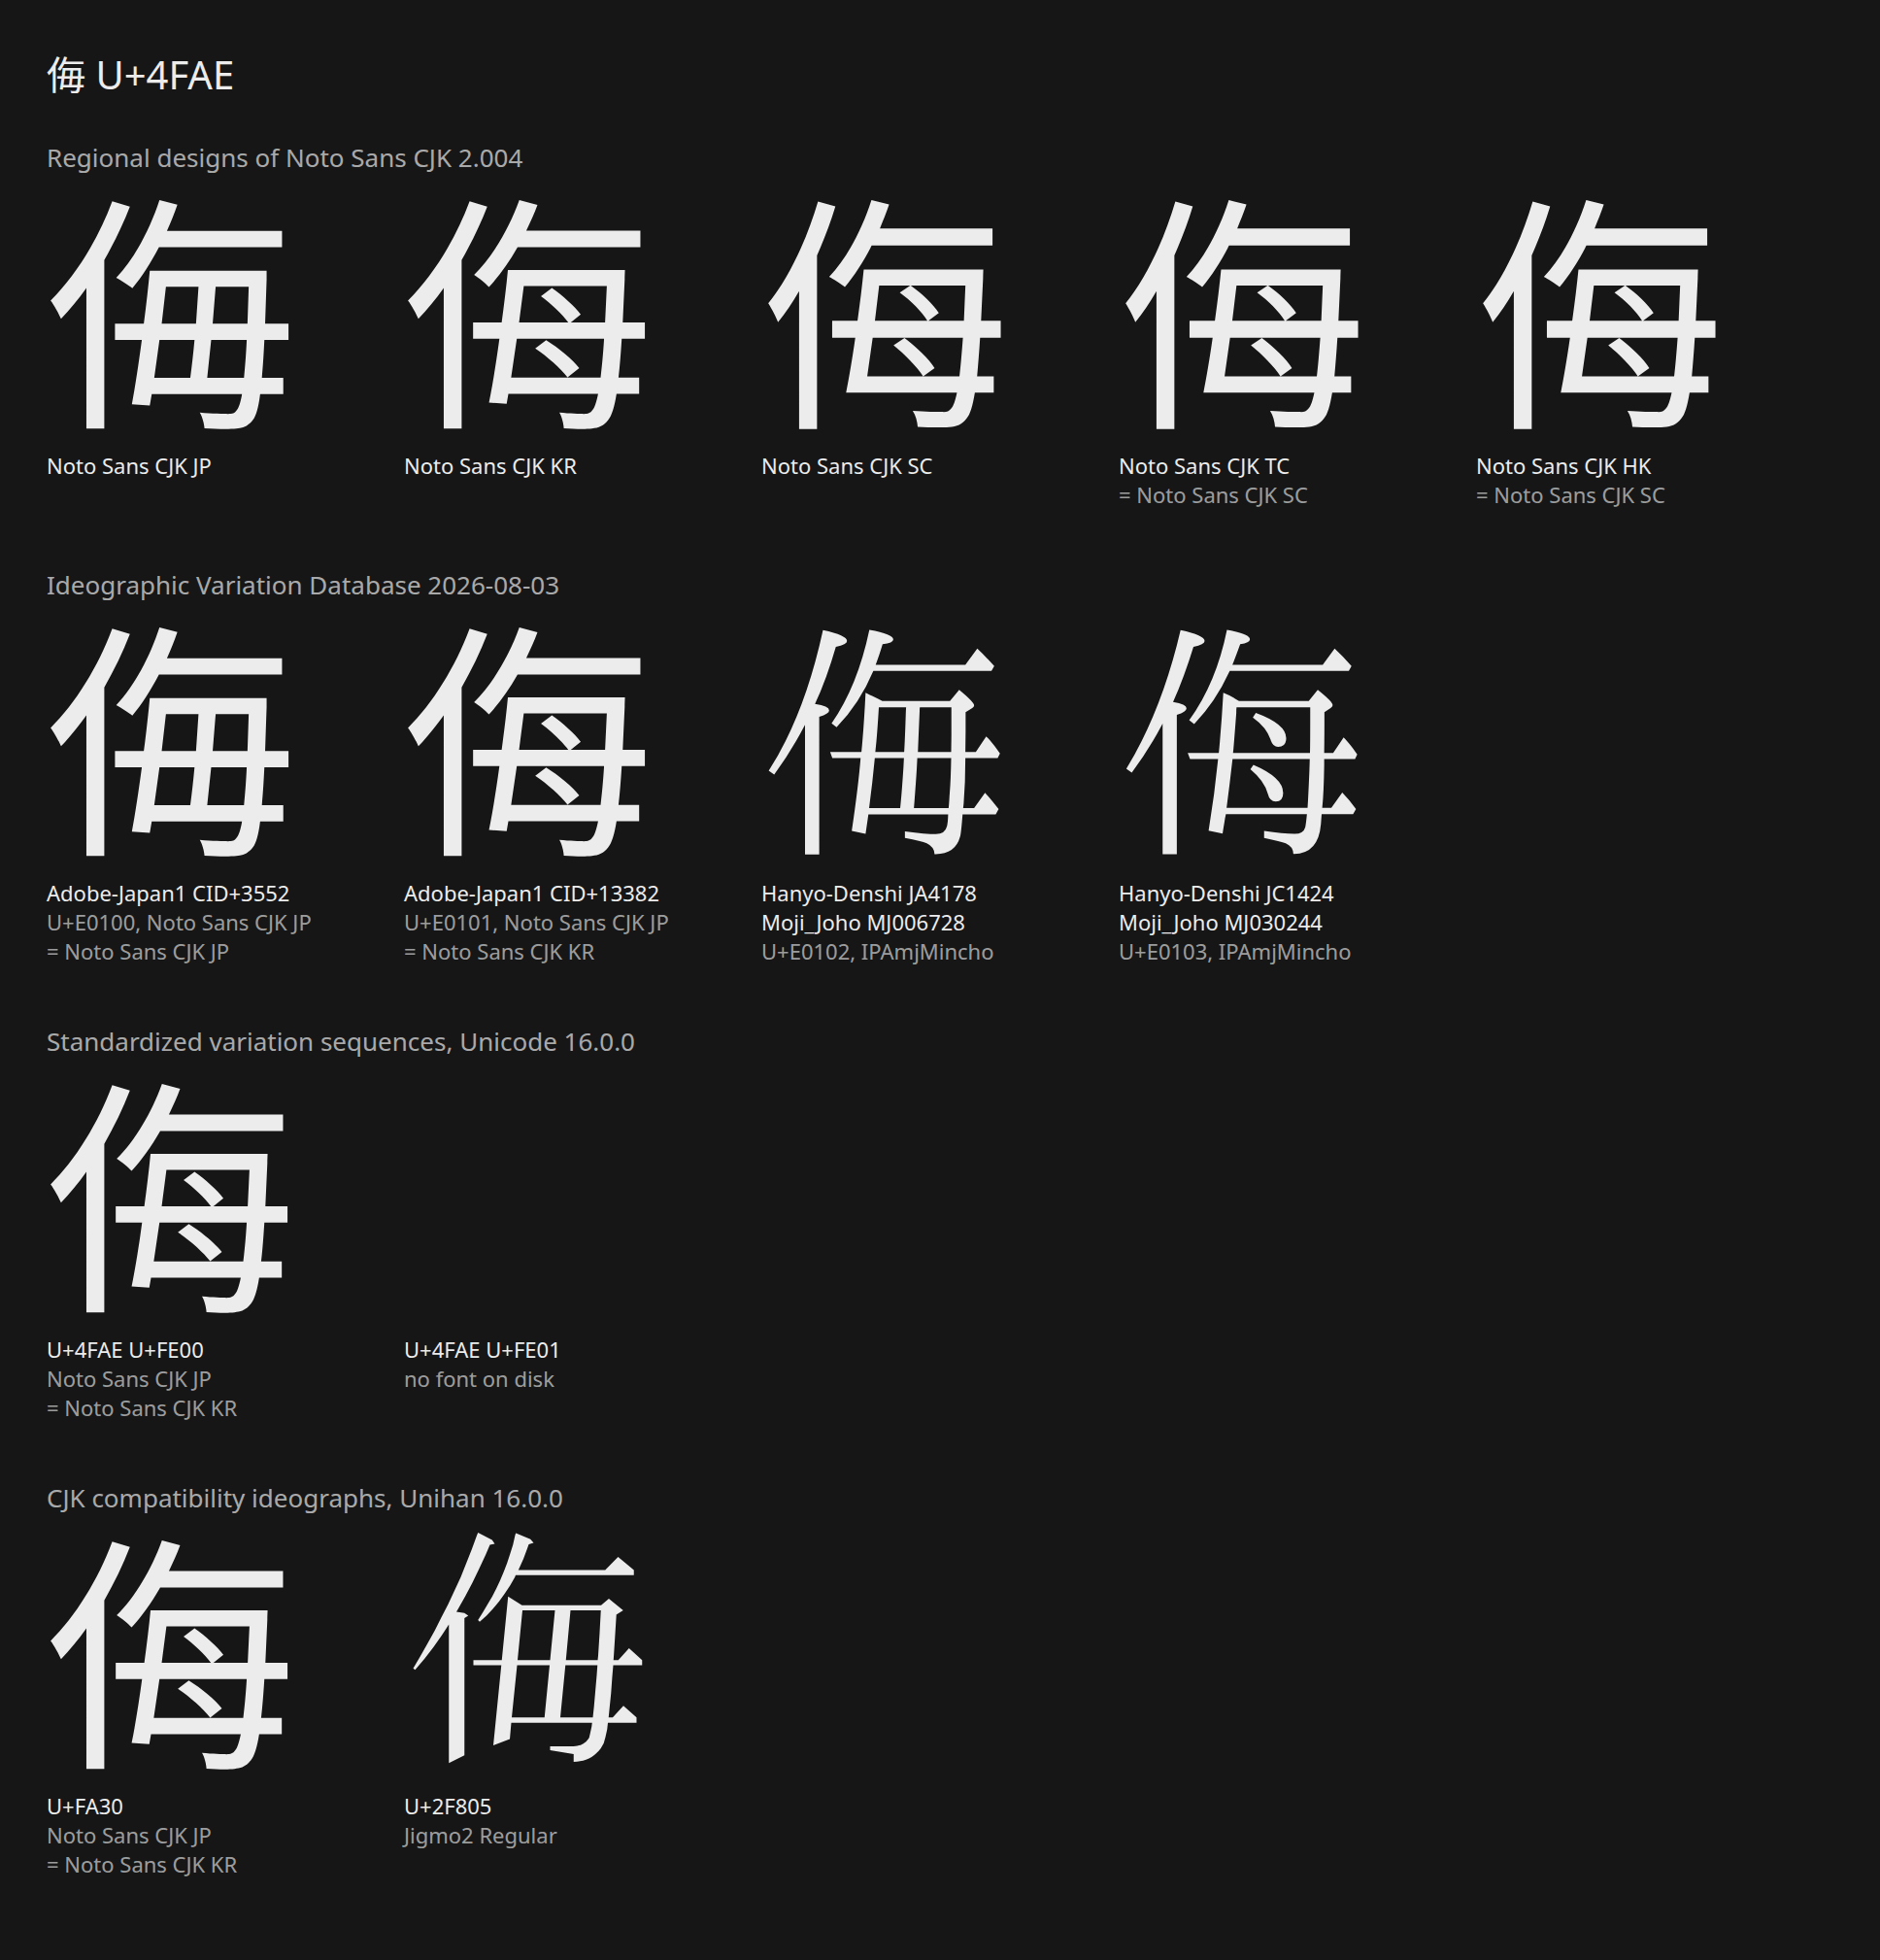 侮 U+4FAE
Regional designs of Noto Sans CJK 2.004
侮 侮 侮 侮 侮
Noto Sans CJK JP
Noto Sans CJK KR
Noto Sans CJK SC
Noto Sans CJK TC
= Noto Sans CJK SC
Noto Sans CJK HK
= Noto Sans CJK SC
Ideographic Variation Database 2026-08-03
侮󠄀 侮󠄁 侮󠄂 侮󠄃
Adobe-Japan1 CID+3552
U+E0100, Noto Sans CJK JP
= Noto Sans CJK JP
Adobe-Japan1 CID+13382
U+E0101, Noto Sans CJK JP
= Noto Sans CJK KR
Hanyo-Denshi JA4178
Moji_Joho MJ006728
U+E0102, IPAmjMincho
Hanyo-Denshi JC1424
Moji_Joho MJ030244
U+E0103, IPAmjMincho
Standardized variation sequences, Unicode 16.0.0
侮︀
U+4FAE U+FE00
Noto Sans CJK JP
= Noto Sans CJK KR
U+4FAE U+FE01
no font on disk
CJK compatibility ideographs, Unihan 16.0.0
侮 侮
U+FA30
Noto Sans CJK JP
= Noto Sans CJK KR
U+2F805
Jigmo2 Regular